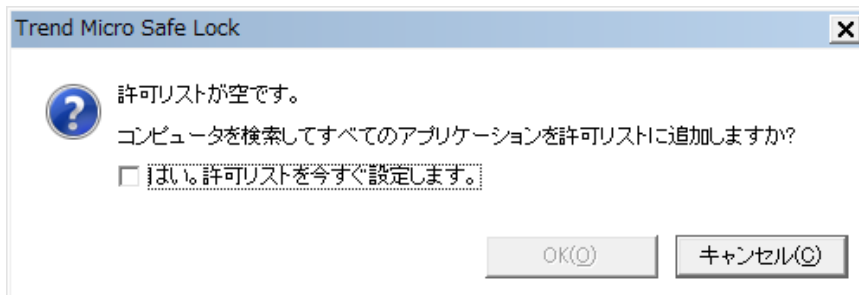 Trend Micro Safe Lock
許可リストが空です。
コンピュータを検索してすべてのアプリケーションを許可リストに追加しますか?
はい。許可リストを今すぐ設定します。
OK(O)
キャンセル(C)